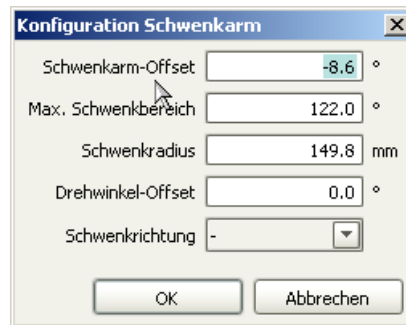 Konfiguration Schwenkarm
Schwenkarm-Offset -8.6 °
Max. Schwenkbereich 122.0 °
Schwenkradius 149.8 mm
Drehwinkel-Offset 0.0 °
Schwenkrichtung -
OK Abbrechen